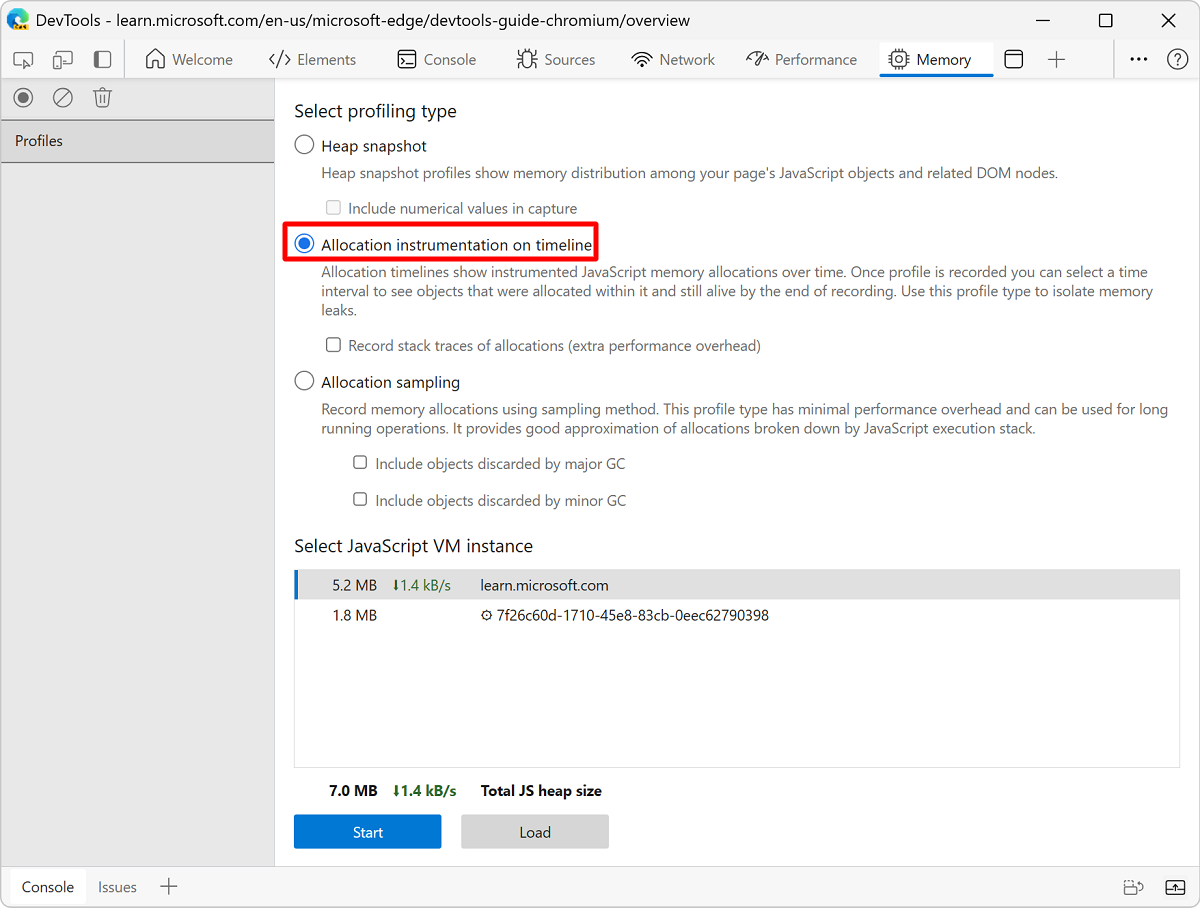 DevTools - learn.microsoft.com/en-us/microsoft-edge/devtools-guide-chromium/overview
Welcome Elements Console Sources Network Performance Memory
Profiles
Select profiling type
Heap snapshot
Heap snapshot profiles show memory distribution among your page's JavaScript objects and related DOM nodes.
Include numerical values in capture
Allocation instrumentation on timeline
Allocation timelines show instrumented JavaScript memory allocations over time. Once profile is recorded you can select a time
interval to see objects that were allocated within it and still alive by the end of recording. Use this profile type to isolate memory
leaks.
Record stack traces of allocations (extra performance overhead)
Allocation sampling
Record memory allocations using sampling method. This profile type has minimal performance overhead and can be used for long
running operations. It provides good approximation of allocations broken down by JavaScript execution stack.
Include objects discarded by major GC
Include objects discarded by minor GC
Select JavaScript VM instance
5.2 MB ⬇1.4 kB/s learn.microsoft.com
1.8 MB 7f26c60d-1710-45e8-83cb-0eec62790398
7.0 MB ⬇1.4 kB/s Total JS heap size
Start Load
Console Issues